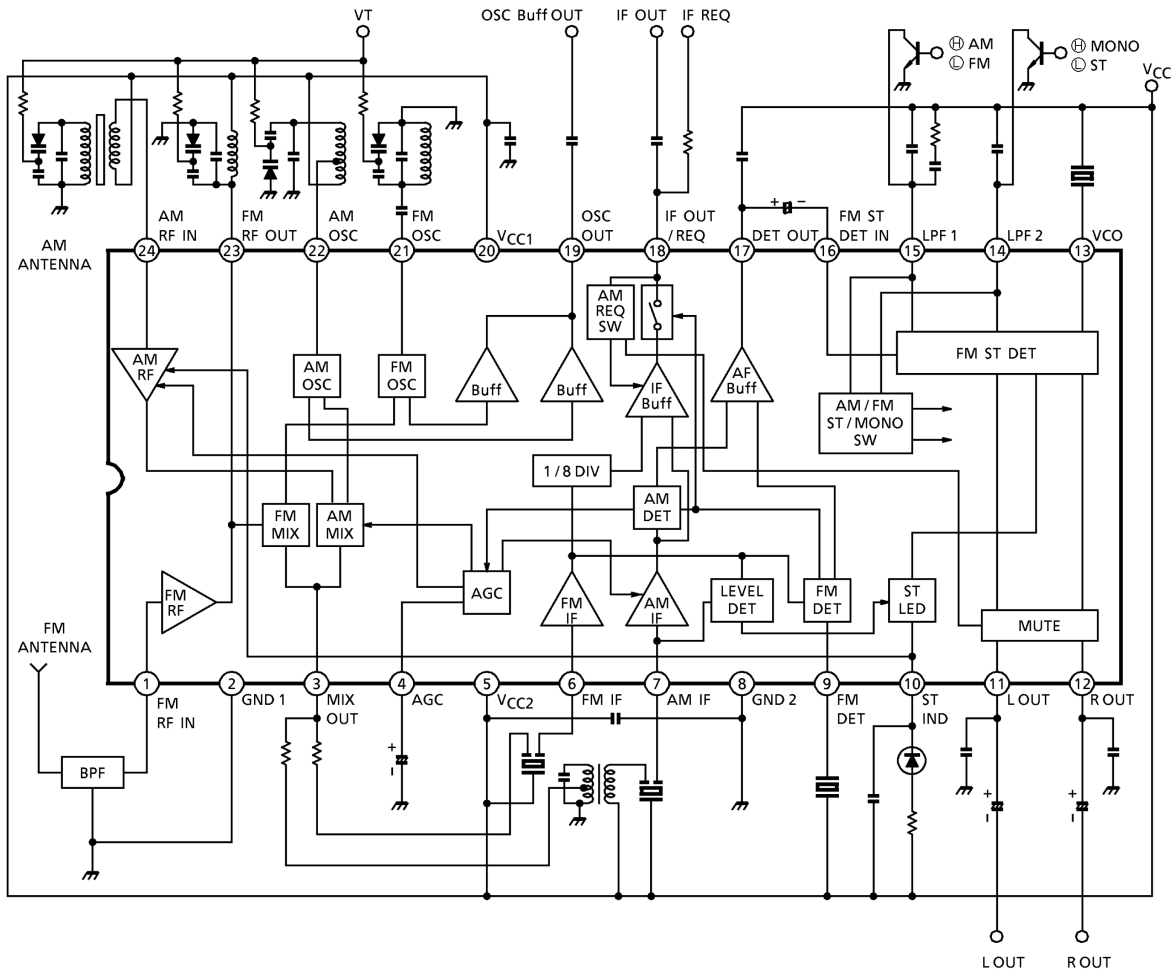 VT
OSC Buff OUT
IF OUT
IF REQ
Ⓗ AM
Ⓛ FM
Ⓗ MONO
Ⓛ ST
VCC
+ −
AM
ANTENNA
AM
RF IN
FM
RF OUT
AM
OSC
FM
OSC
VCC1
OSC
OUT
IF OUT
/REQ
DET OUT
FM ST
DET IN
LPF 1
LPF 2
VCO
24
23
22
21
20
19
18
17
16
15
14
13
AM
RF
AM
OSC
FM
OSC
Buff
Buff
AM
REQ
SW
IF
Buff
AF
Buff
FM ST DET
AM / FM
ST / MONO
SW
1 / 8 DIV
FM
MIX
AM
MIX
AM
DET
FM
RF
AGC
FM
IF
AM
IF
LEVEL
DET
FM
DET
ST
LED
MUTE
FM
ANTENNA
1
2
3
4
5
6
7
8
9
10
11
12
FM
RF IN
GND 1
MIX
OUT
AGC
VCC2
FM IF
AM IF
GND 2
FM
DET
ST
IND
L OUT
R OUT
BPF
+
-
+
-
+
-
L OUT
R OUT